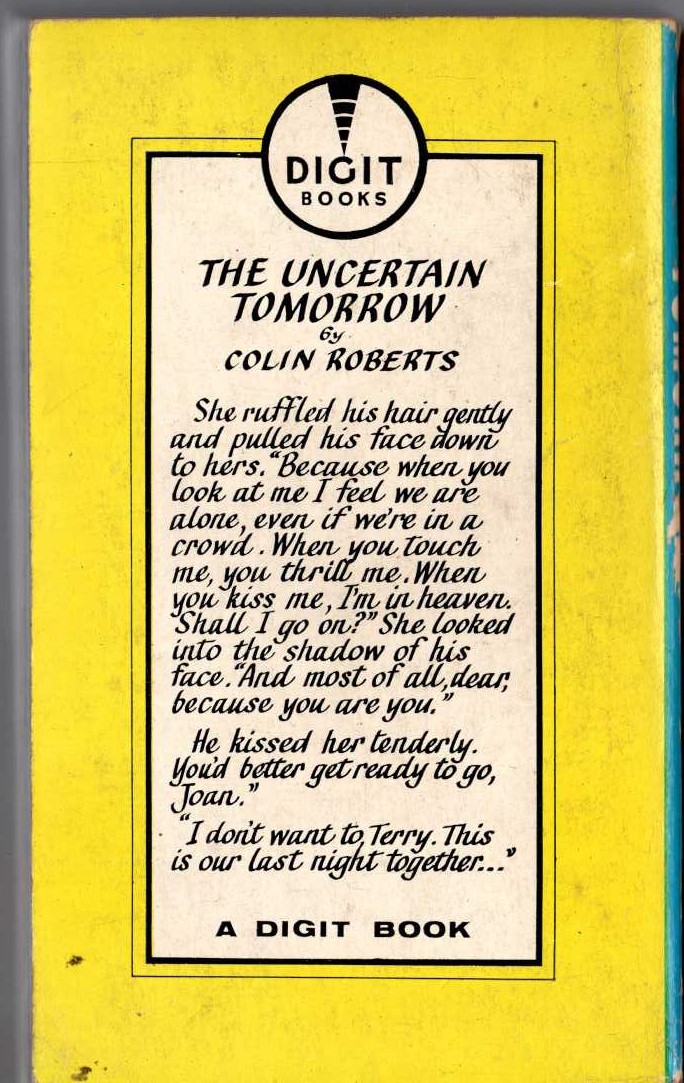 DIGIT
BOOKS
THE UNCERTAIN
TOMORROW
By
COLIN ROBERTS
She ruffled his hair gently
and pulled his face down
to hers. "Because when you
look at me I feel we are
alone, even if we're in a
crowd. When you touch
me, you thrill me. When
you kiss me, I'm in heaven.
Shall I go on?" She looked
into the shadow of his
face. "And most of all, dear,
because you are you."
He kissed her tenderly.
You'd better get ready to go,
Joan."
"I don't want to, Terry. This
is our last night together..."
A DIGIT BOOK